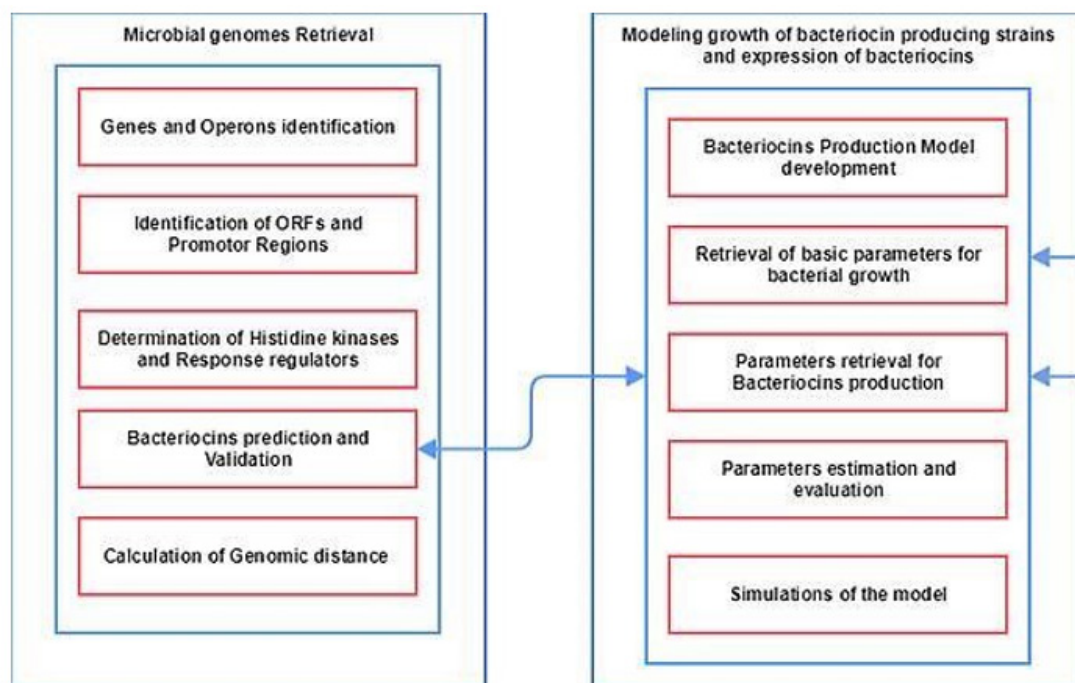 Microbial genomes Retrieval
Genes and Operons identification
Identification of ORFs and
Promotor Regions
Determination of Histidine kinases
and Response regulators
Bacteriocins prediction and
Validation
Calculation of Genomic distance
Modeling growth of bacteriocin producing strains
and expression of bacteriocins
Bacteriocins Production Model
development
Retrieval of basic parameters for
bacterial growth
Parameters retrieval for
Bacteriocins production
Parameters estimation and
evaluation
Simulations of the model